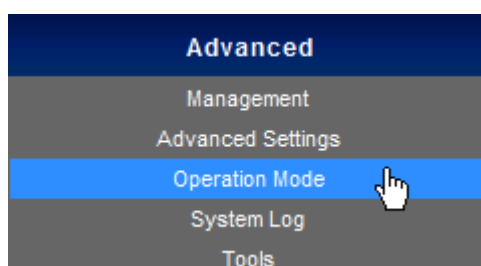 Advanced
Management
Advanced Settings
Operation Mode
System Log
Tools